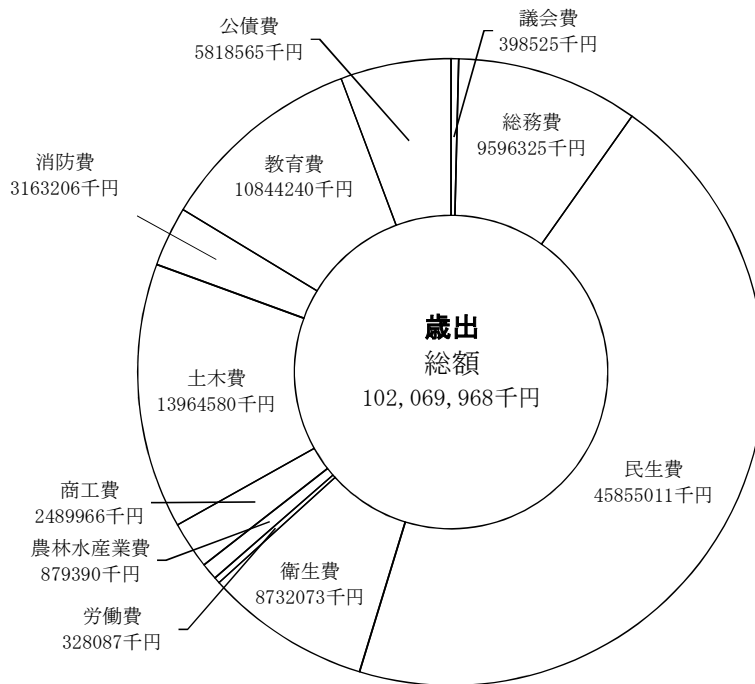 公債費
5818565千円
議会費
398525千円
総務費
9596325千円
消防費
3163206千円
教育費
10844240千円
歳出
総額
102,069,968千円
土木費
13964580千円
民生費
45855011千円
商工費
2489966千円
農林水産業費
879390千円
衛生費
8732073千円
労働費
328087千円